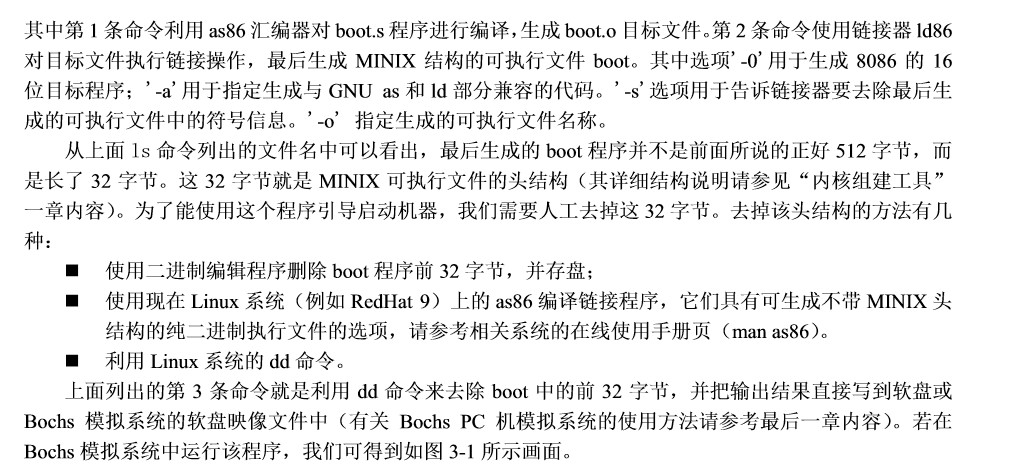 其中第 1 条命令利用 as86 汇编器对 boot.s 程序进行编译，生成 boot.o 目标文件。第 2 条命令使用链接器 ld86
对目标文件执行链接操作，最后生成 MINIX 结构的可执行文件 boot。其中选项' -0' 用于生成 8086 的 16
位目标程序；' -a' 用于指定生成与 GNU as 和 ld 部分兼容的代码。' -s' 选项用于告诉链接器要去除最后生
成的可执行文件中的符号信息。' -o' 指定生成的可执行文件名称。
从上面 ls 命令列出的文件名中可以看出，最后生成的 boot 程序并不是前面所说的正好 512 字节，而
是长了 32 字节。这 32 字节就是 MINIX 可执行文件的头结构（其详细结构说明请参见“内核组建工具”
一章内容）。为了能使用这个程序引导启动机器，我们需要人工去掉这 32 字节。去掉该头结构的方法有几
种：
■ 使用二进制编辑程序删除 boot 程序前 32 字节，并存盘；
■ 使用现在 Linux 系统（例如 RedHat 9）上的 as86 编译链接程序，它们具有可生成不带 MINIX 头
结构的纯二进制执行文件的选项，请参考相关系统的在线使用手册页（man as86）。
■ 利用 Linux 系统的 dd 命令。
上面列出的第 3 条命令就是利用 dd 命令来去除 boot 中的前 32 字节，并把输出结果直接写到软盘或
Bochs 模拟系统的软盘映像文件中（有关 Bochs PC 机模拟系统的使用方法请参考最后一章内容）。若在
Bochs 模拟系统中运行该程序，我们可得到如图 3-1 所示画面。